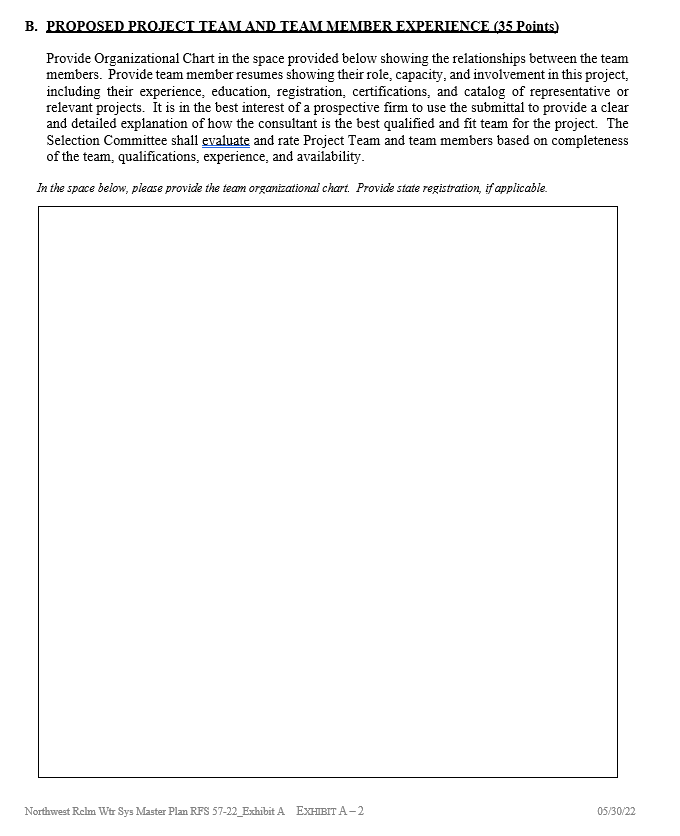 B. PROPOSED PROJECT TEAM AND TEAM MEMBER EXPERIENCE (35 Points)
Provide Organizational Chart in the space provided below showing the relationships between the team
members. Provide team member resumes showing their role, capacity, and involvement in this project,
including their experience, education, registration, certifications, and catalog of representative or
relevant projects. It is in the best interest of a prospective firm to use the submittal to provide a clear
and detailed explanation of how the consultant is the best qualified and fit team for the project. The
Selection Committee shall evaluate and rate Project Team and team members based on completeness
of the team, qualifications, experience, and availability.
In the space below, please provide the team organizational chart. Provide state registration, if applicable.
Northwest Rclm Wtr Sys Master Plan RFS 57-22_Exhibit A EXHIBIT A – 2 05/30/22